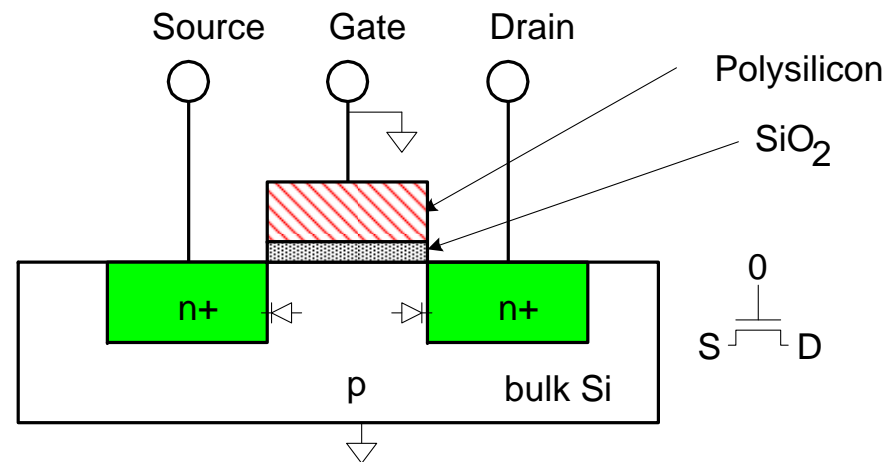 Source Gate Drain
Polysilicon
SiO2
0
n+ n+
S D
p bulk Si